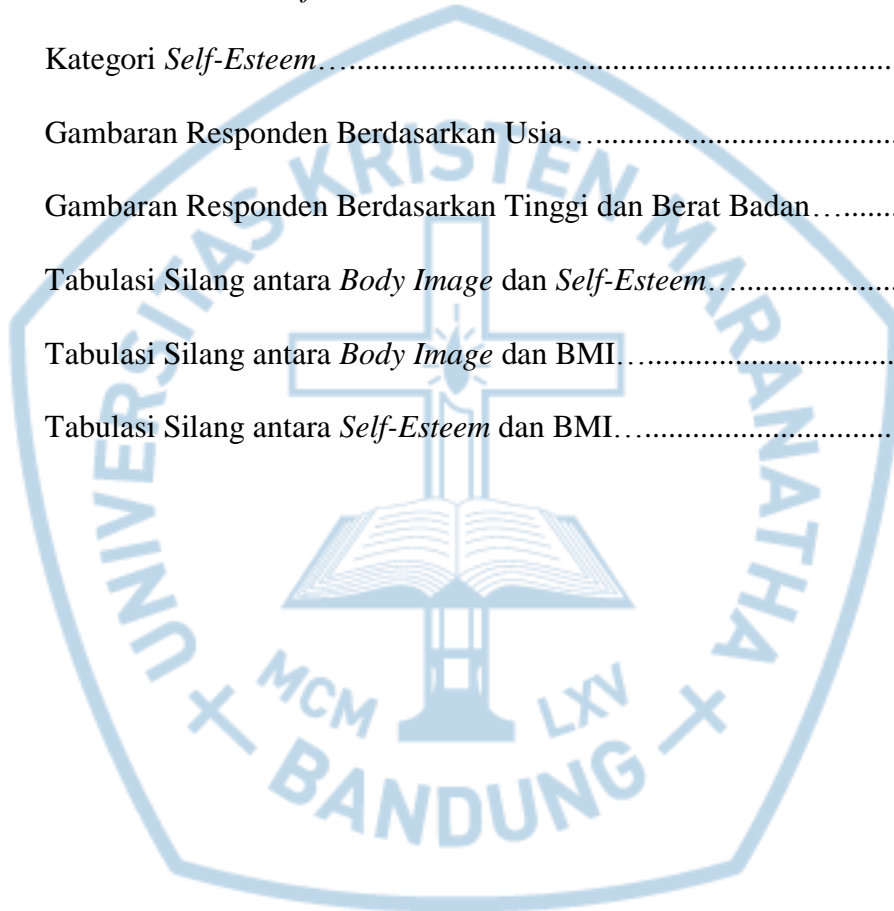 Kategori Self-Esteem…......................................................................
Gambaran Responden Berdasarkan Usia…......................................
Gambaran Responden Berdasarkan Tinggi dan Berat Badan….......
Tabulasi Silang antara Body Image dan Self-Esteem…....................
Tabulasi Silang antara Body Image dan BMI…................................
Tabulasi Silang antara Self-Esteem dan BMI…................................
UNIVERSITAS KRISTEN MARANATHA
MCM LXV
BANDUNG